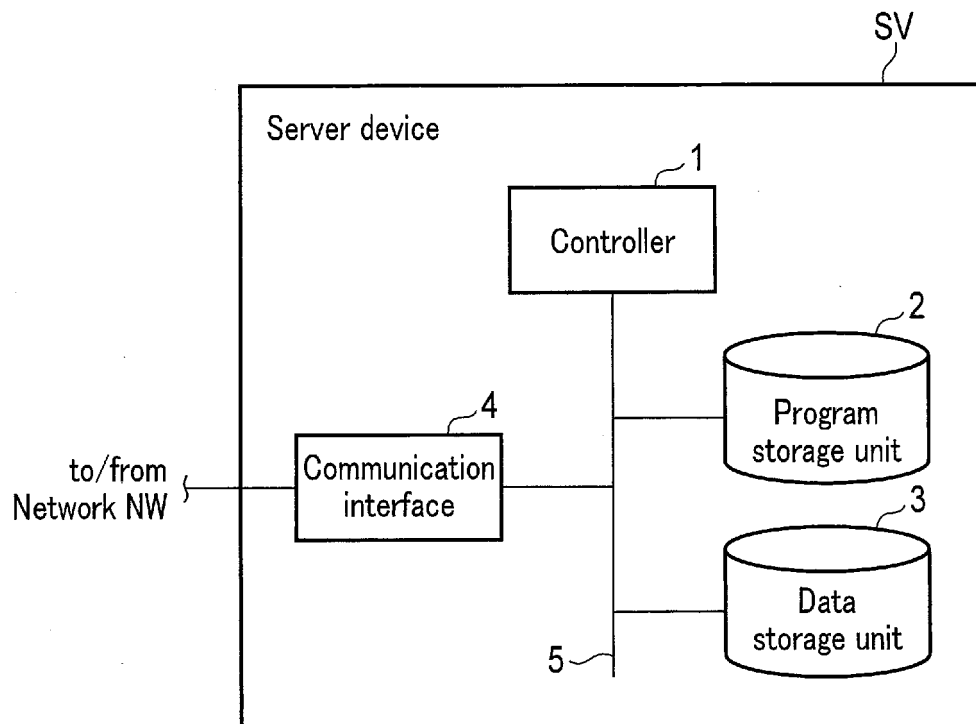 SV
Server device
1
Controller
2
Program
storage unit
4
Communication
interface
to/from
Network NW
3
Data
storage unit
5